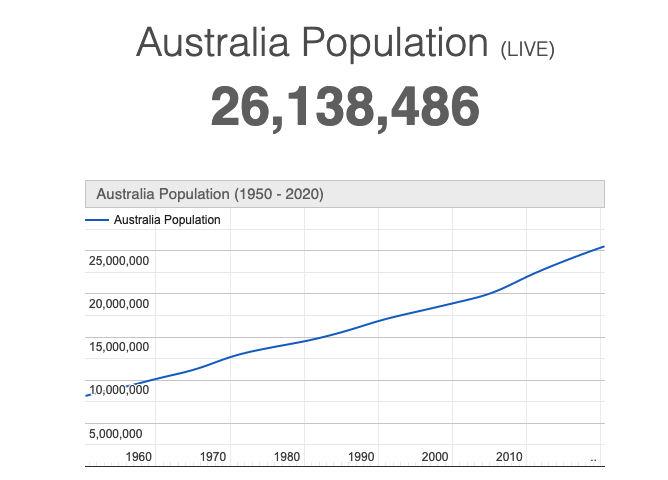 Australia Population (LIVE)
26,138,486
Australia Population (1950 - 2020)
Australia Population
25,000,000
20,000,000
15,000,000
10,000,000
5,000,000
1960 1970 1980 1990 2000 2010 ..